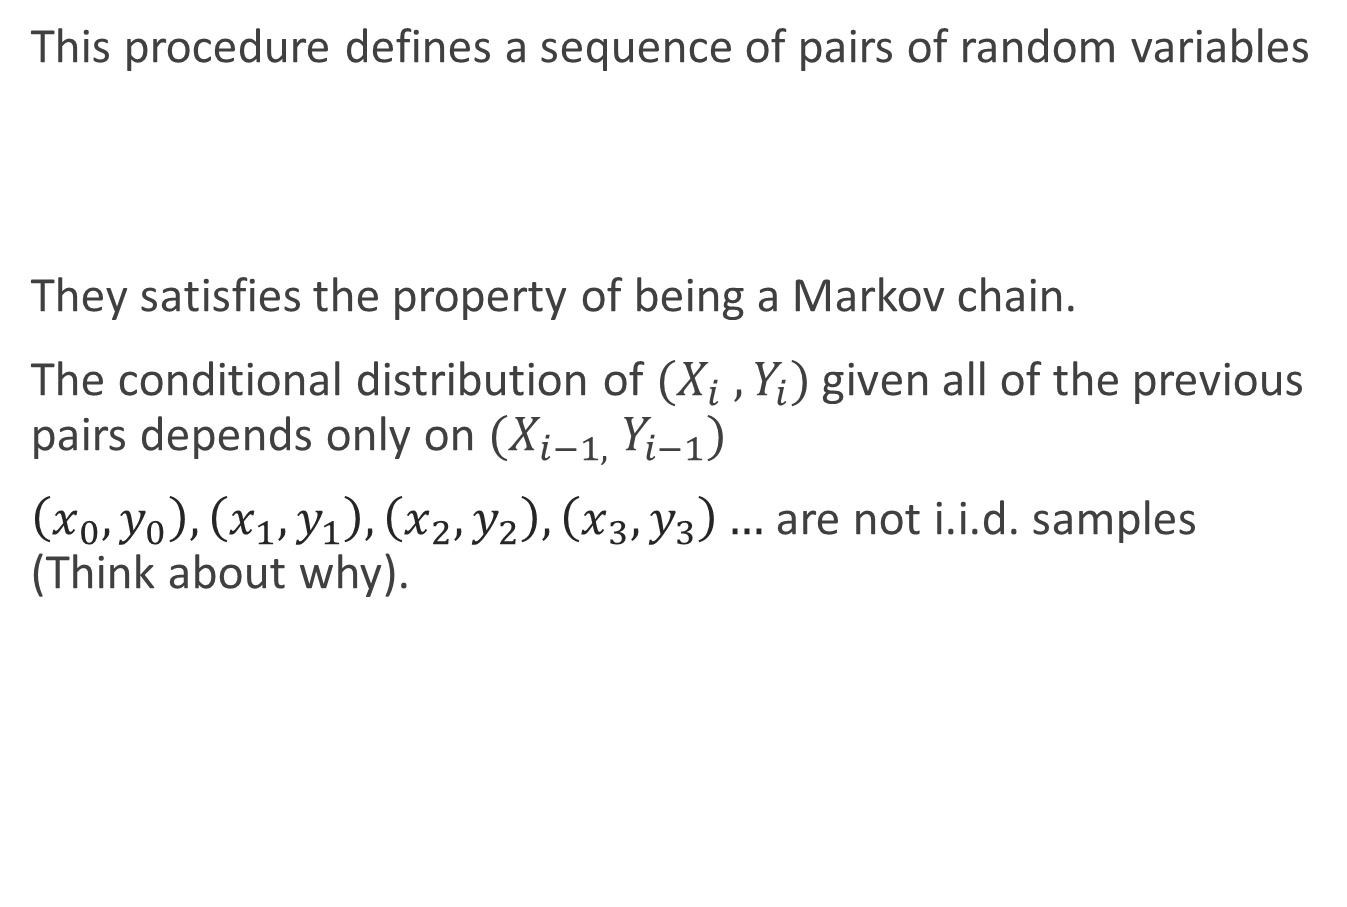 This procedure defines a sequence of pairs of random variables
They satisfies the property of being a Markov chain.
The conditional distribution of (Xᵢ , Yᵢ) given all of the previous
pairs depends only on (Xᵢ₋₁, Yᵢ₋₁)
(x₀, y₀), (x₁, y₁), (x₂, y₂), (x₃, y₃) … are not i.i.d. samples
(Think about why).